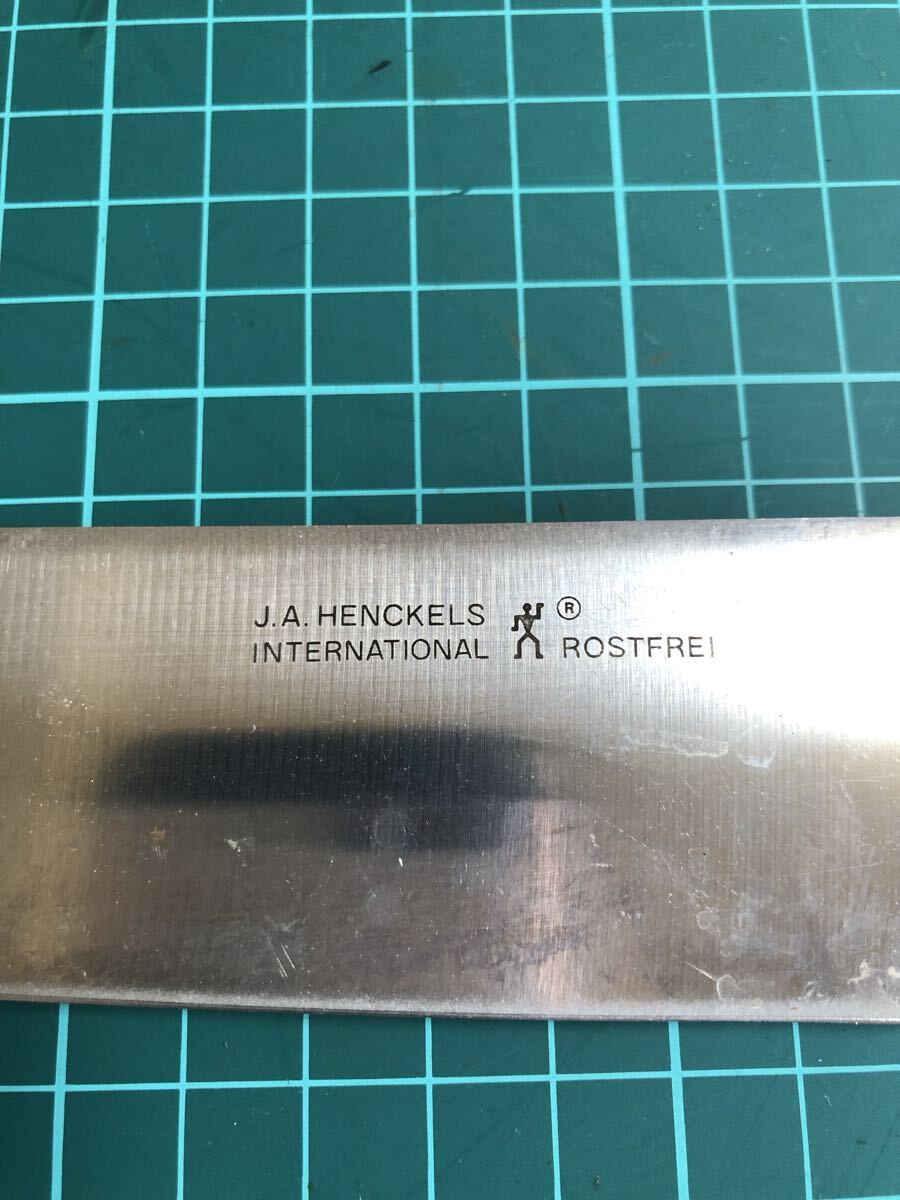 J.A. HENCKELS ®
INTERNATIONAL ROSTFREI